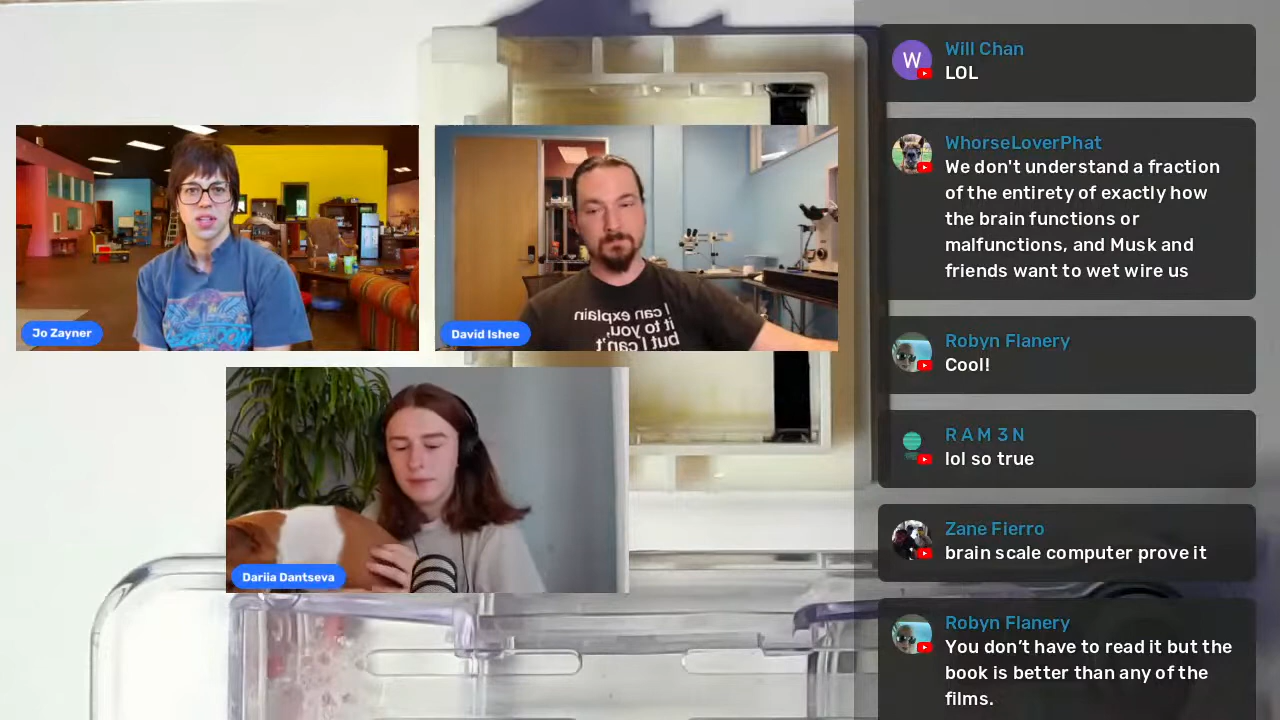 Jo Zayner
David Ishee
I can explain
it to you,
but I can't
Dariia Dantseva
W
Will Chan
LOL
WhorseLoverPhat
We don't understand a fraction
of the entirety of exactly how
the brain functions or
malfunctions, and Musk and
friends want to wet wire us
Robyn Flanery
Cool!
R A M 3 N
lol so true
Zane Fierro
brain scale computer prove it
Robyn Flanery
You don’t have to read it but the
book is better than any of the
films.